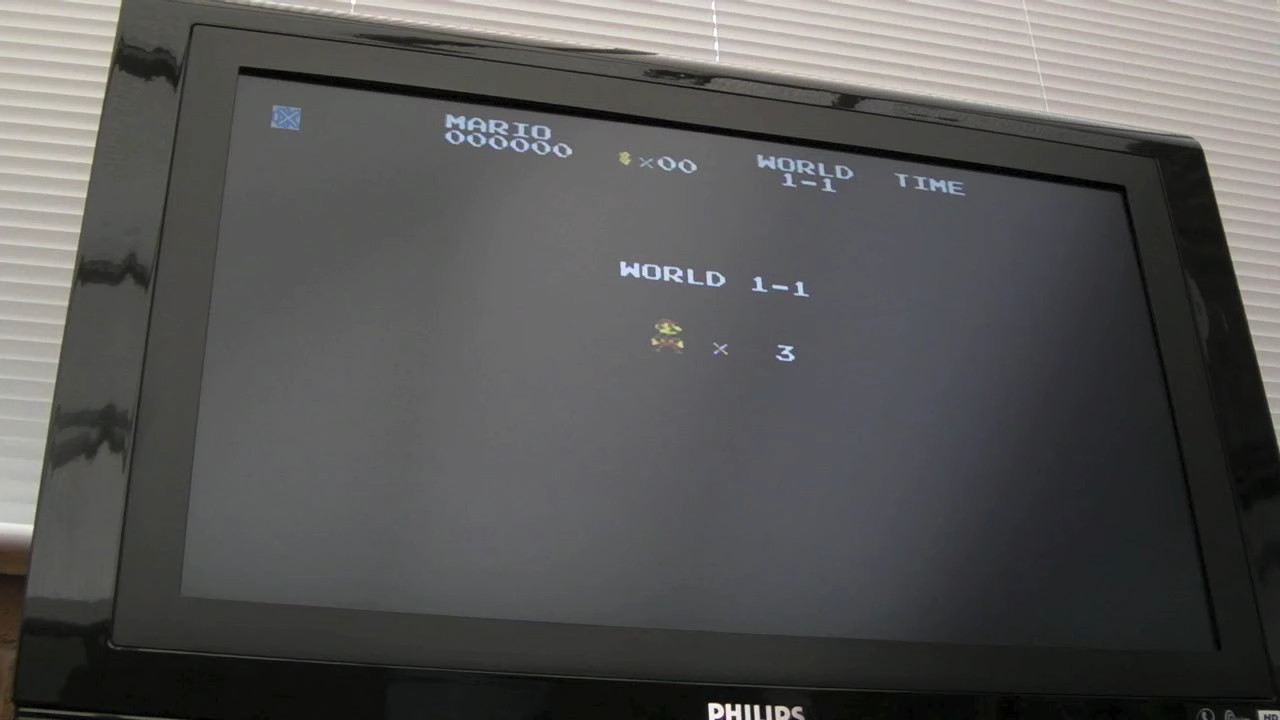 MARIO
000000
×00
WORLD
1-1
TIME
WORLD 1-1
× 3
PHILIPS